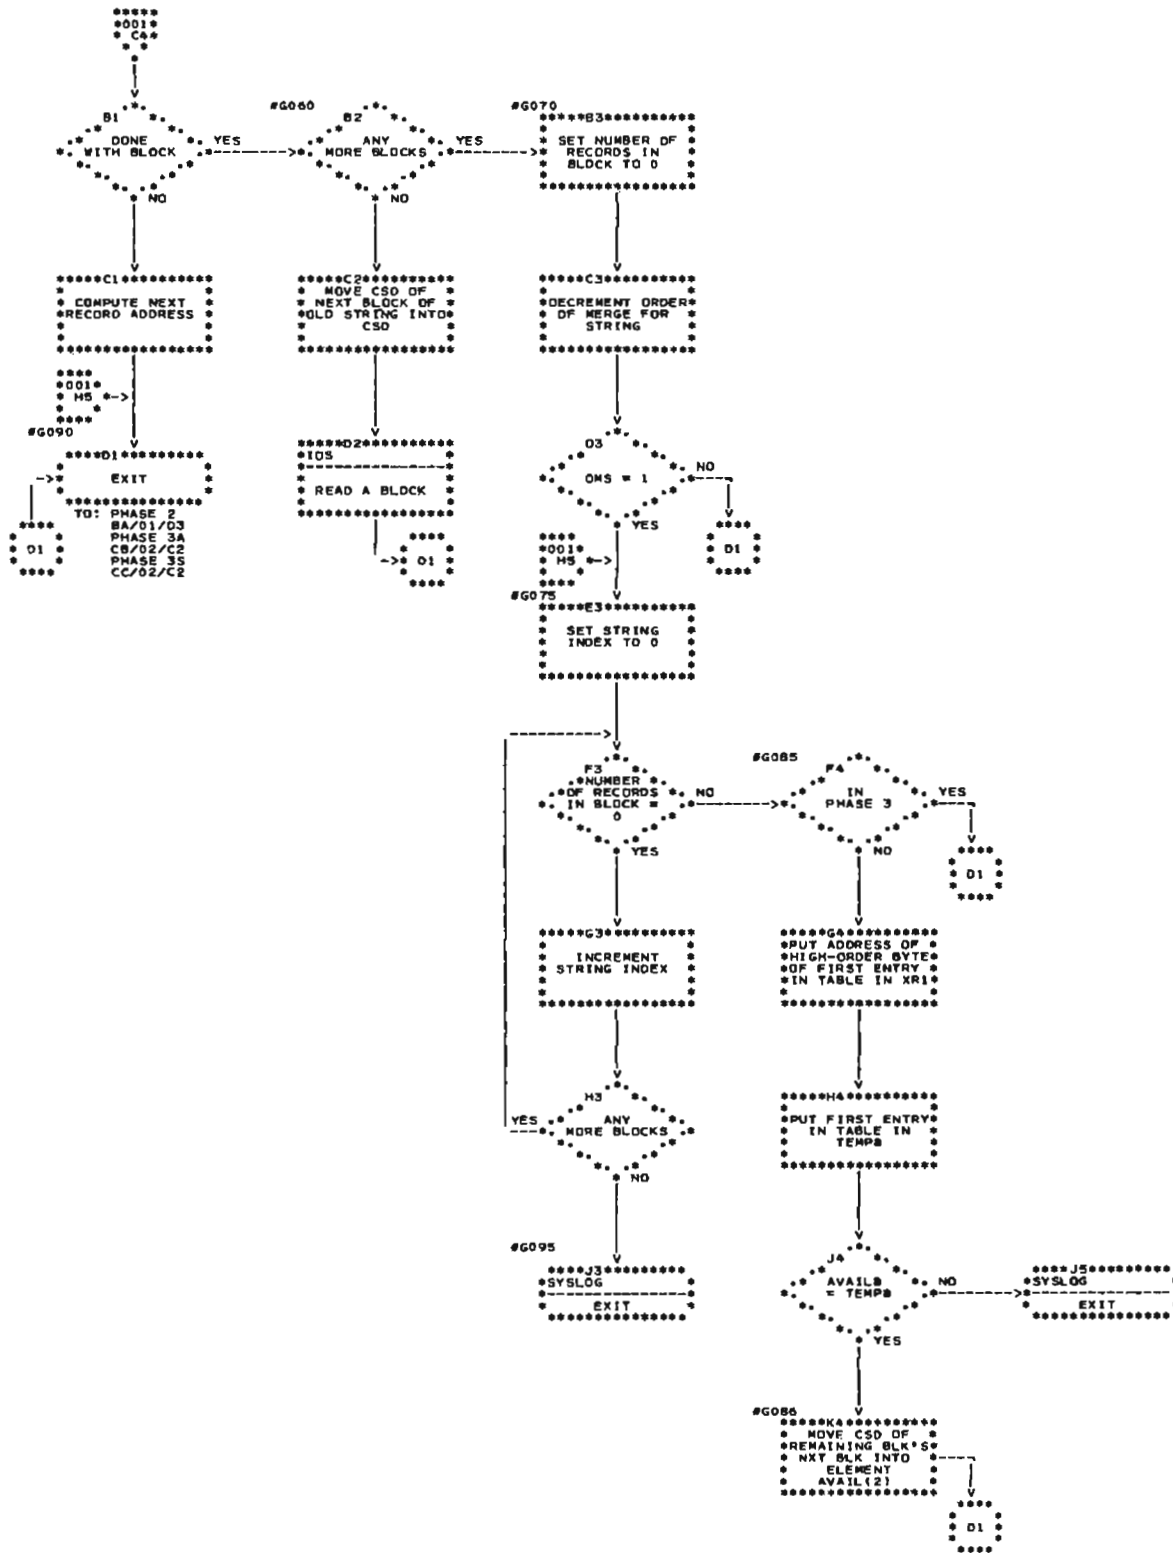 001
C4
B1
DONE
WITH BLOCK
YES
NO
#G060
B2
ANY
MORE BLOCKS
YES
NO
#G070
B3
SET NUMBER OF
RECORDS IN
BLOCK TO 0
C1
COMPUTE NEXT
RECORD ADDRESS
C2
MOVE CSD OF
NEXT BLOCK OF
OLD STRING INTO
CSD
C3
DECREMENT ORDER
OF MERGE FOR
STRING
001
H5
#G090
D1
EXIT
TO: PHASE 2
BA/01/D3
PHASE 3A
CB/02/C2
PHASE 3S
CC/02/C2
D1
D2
IOS
READ A BLOCK
D1
D3
OMS = 1
NO
YES
D1
001
H5
#G075
E3
SET STRING
INDEX TO 0
F3
NUMBER
OF RECORDS
IN BLOCK =
0
NO
YES
#G085
F4
IN
PHASE 3
YES
NO
D1
G3
INCREMENT
STRING INDEX
G4
PUT ADDRESS OF
HIGH-ORDER BYTE
OF FIRST ENTRY
IN TABLE IN XR1
H3
ANY
MORE BLOCKS
YES
NO
H4
PUT FIRST ENTRY
IN TABLE IN
#G095
J3
SYSLOG
EXIT
J4
NO
YES
J5
SYSLOG
EXIT
#G086
K4
MOVE CSD OF
REMAINING BLK'S
NXT BLK INTO
ELEMENT
AVAIL(2)
D1